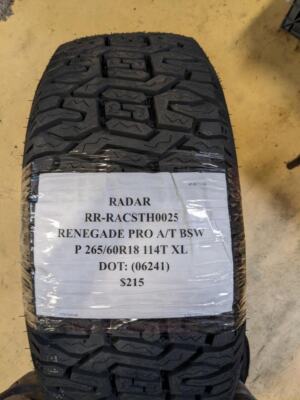 RADAR
RR-RACSTH0025
RENEGADE PRO A/T BSW
P 265/60R18 114T XL
DOT: (06241)
$215